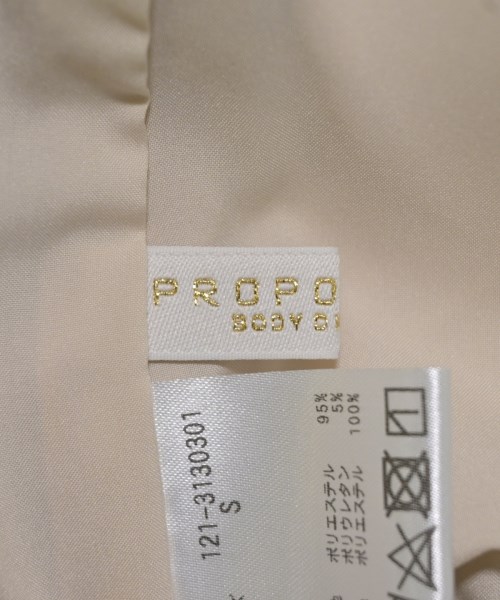 PROPO
BODY
121-3130301
S
ポリエステル 95%
ポリウレタン 5%
ポリエステル 100%